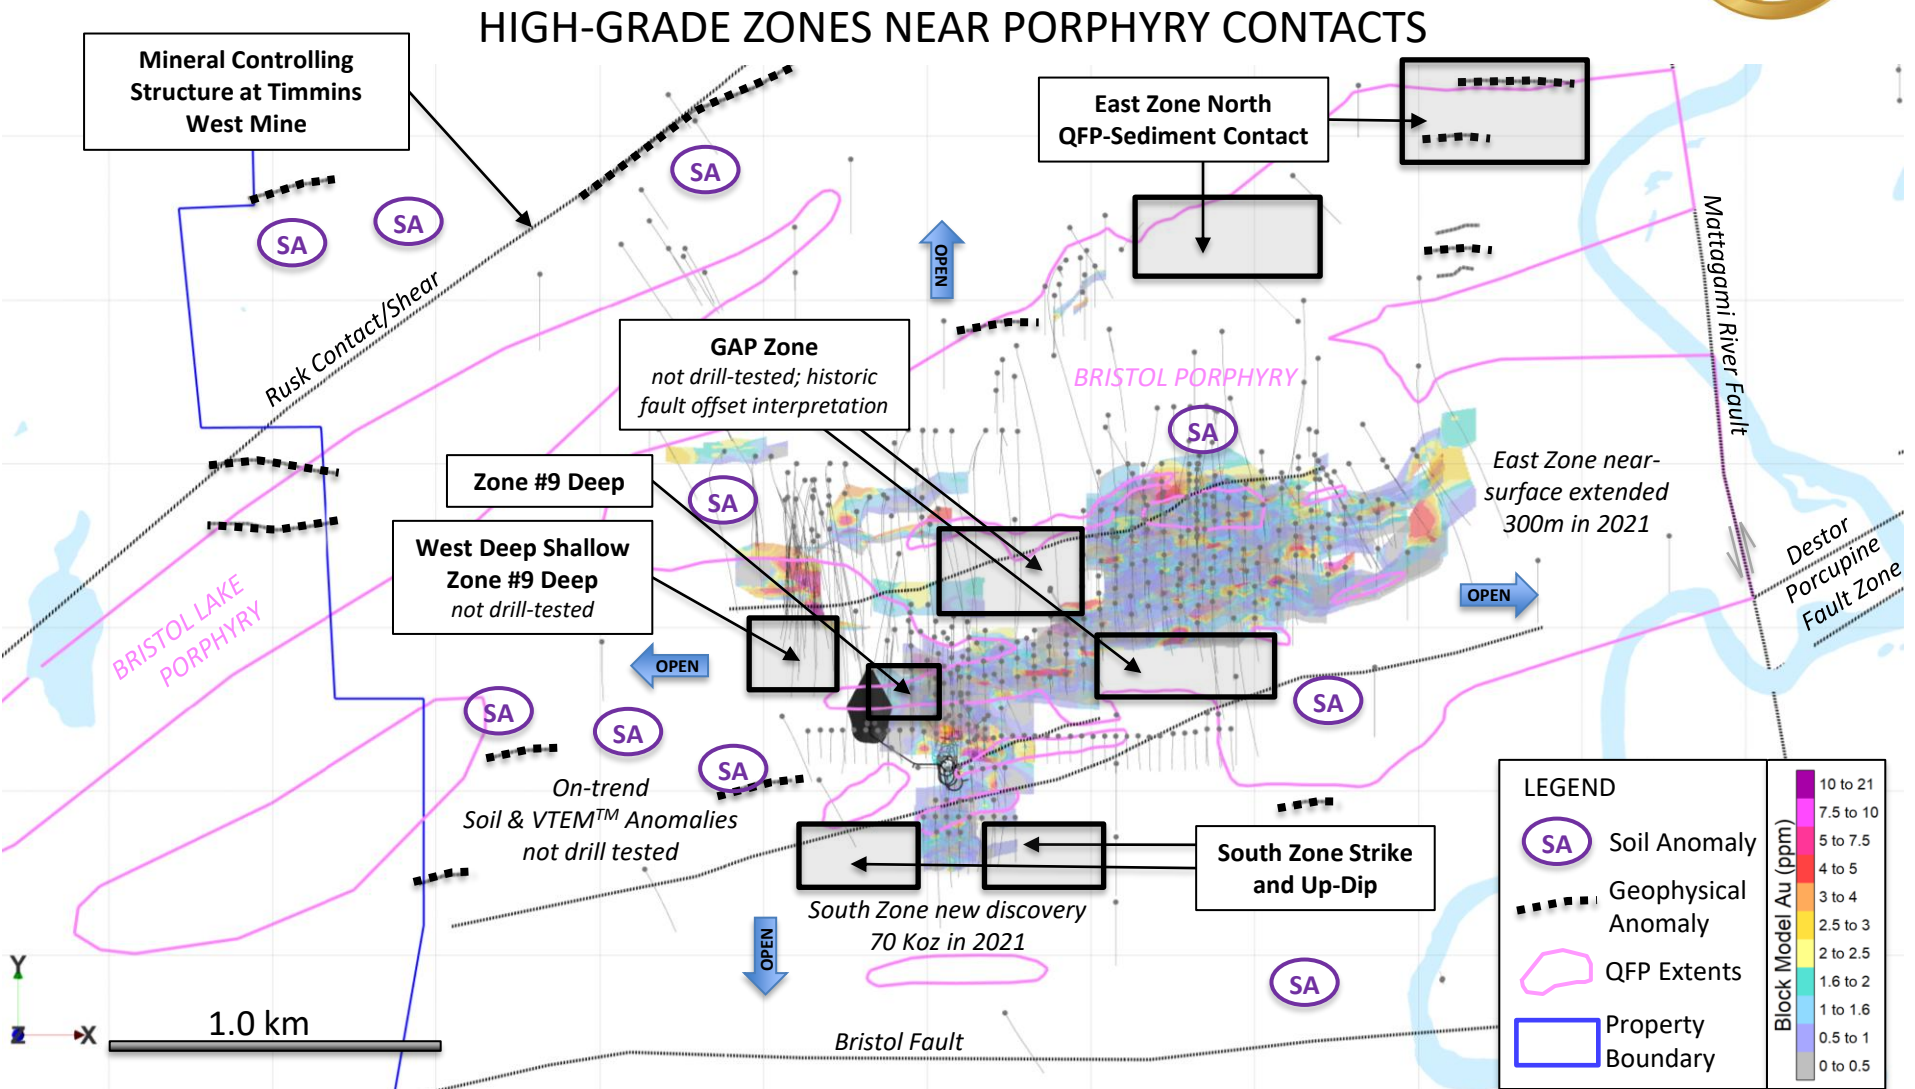 HIGH-GRADE ZONES NEAR PORPHYRY CONTACTS
Mineral Controlling
Structure at Timmins
West Mine
East Zone North
QFP-Sediment Contact
SA
SA
SA
OPEN
Mattagami River Fault
Rusk Contact/Shear
GAP Zone
not drill-tested; historic
fault offset interpretation
BRISTOL PORPHYRY
SA
Zone #9 Deep
SA
East Zone near-
surface extended
300m in 2021
West Deep Shallow
Zone #9 Deep
not drill-tested
Destor
Porcupine
Fault Zone
OPEN
BRISTOL LAKE
PORPHYRY
OPEN
SA
SA
SA
SA
On-trend
Soil & VTEM™ Anomalies
not drill tested
South Zone Strike
and Up-Dip
South Zone new discovery
70 Koz in 2021
OPEN
SA
Bristol Fault
Y
Z
X
1.0 km
LEGEND
SA
Soil Anomaly
Geophysical
Anomaly
QFP Extents
Property
Boundary
Block Model Au (ppm)
10 to 21
7.5 to 10
5 to 7.5
4 to 5
3 to 4
2.5 to 3
2 to 2.5
1.6 to 2
1 to 1.6
0.5 to 1
0 to 0.5